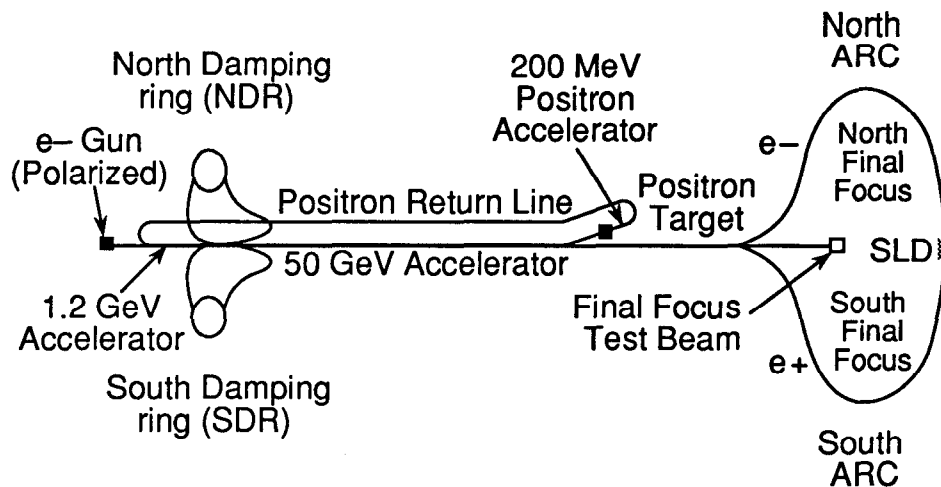 North Damping
ring (NDR)
e− Gun
(Polarized)
200 MeV
Positron
Accelerator
North
ARC
e−
North
Final
Focus
Positron Return Line
Positron
Target
50 GeV Accelerator
SLD
1.2 GeV
Accelerator
Final Focus
Test Beam
South
Final
Focus
e+
South Damping
ring (SDR)
South
ARC